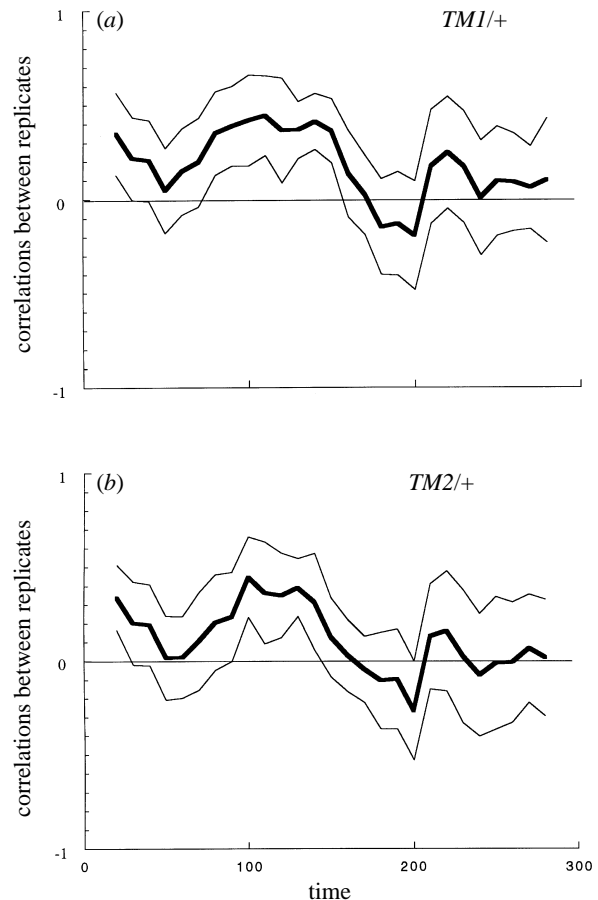 1
(a)
TM1/+
correlations between replicates
0
-1
1
(b)
TM2/+
correlations between replicates
0
-1
0
100
200
300
time